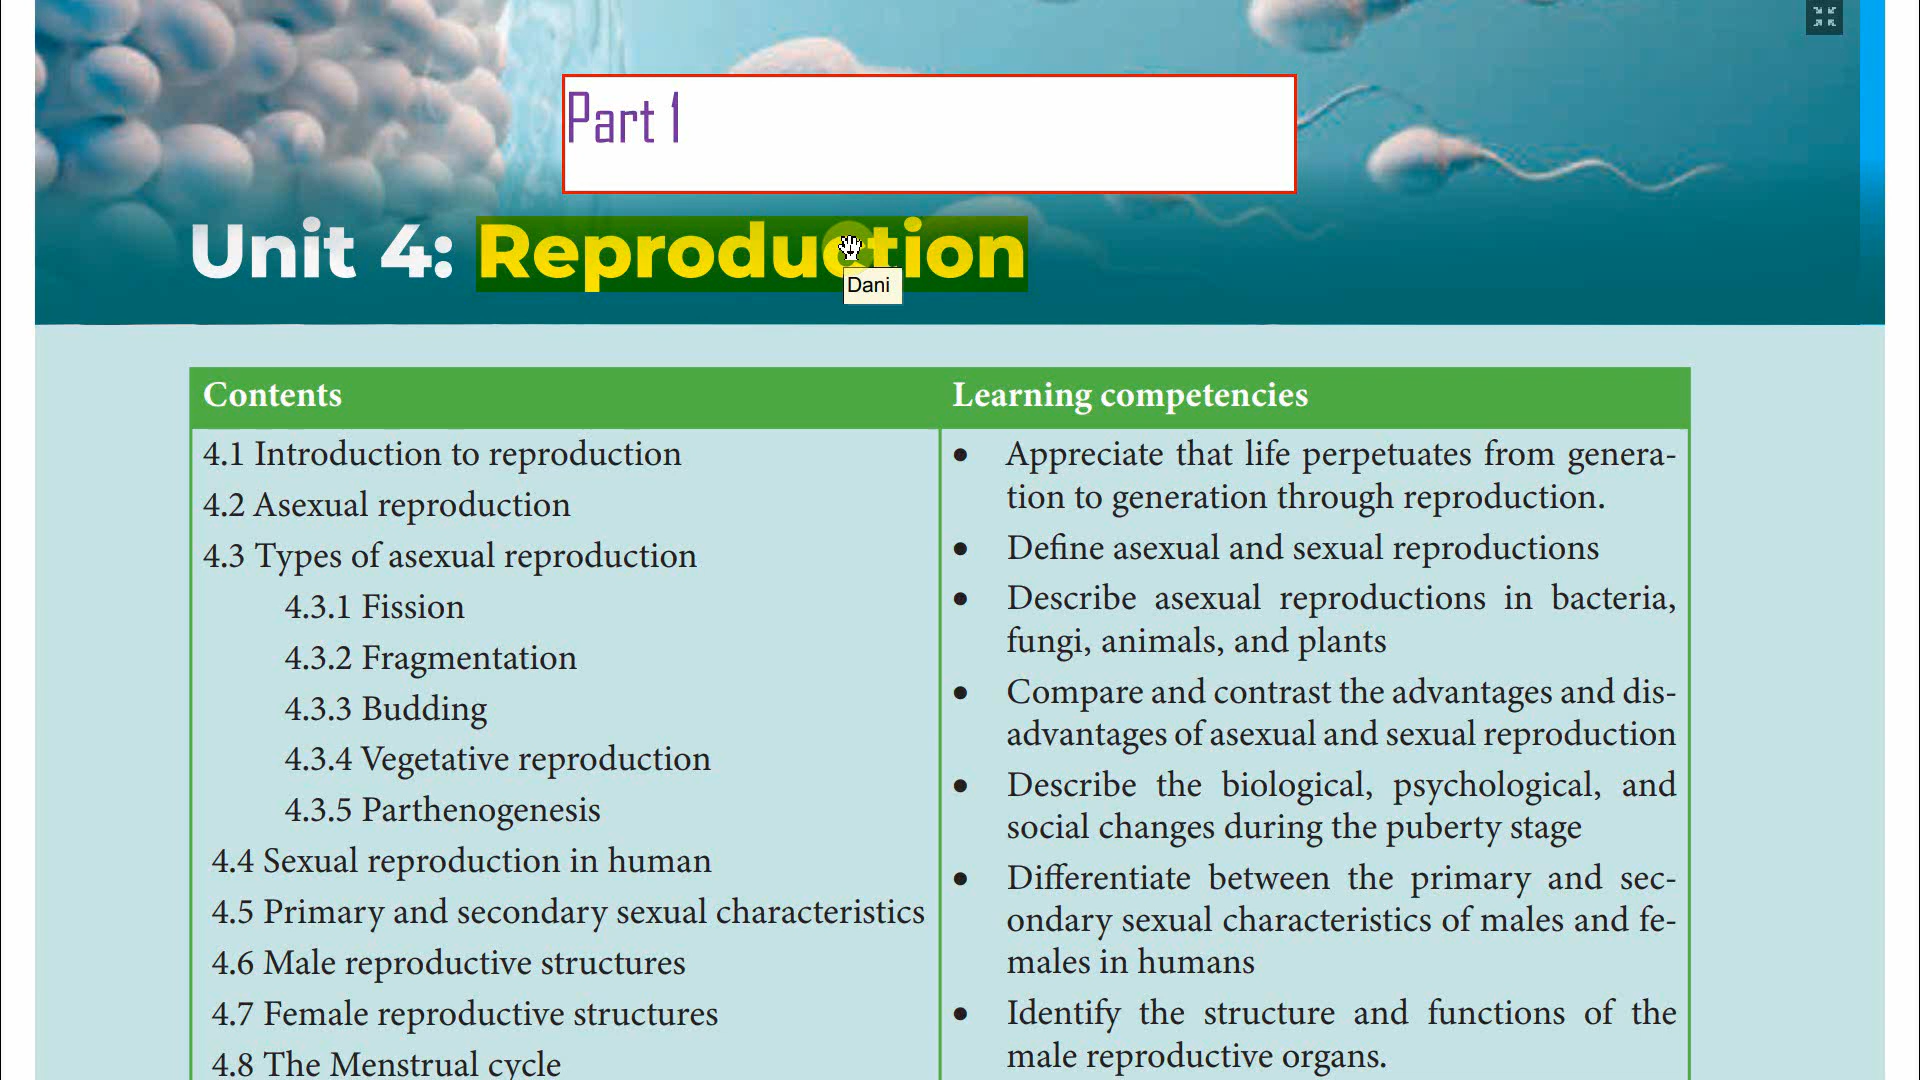 Part 1
Unit 4: Reproduction
Dani
Contents
4.1 Introduction to reproduction
4.2 Asexual reproduction
4.3 Types of asexual reproduction
4.3.1 Fission
4.3.2 Fragmentation
4.3.3 Budding
4.3.4 Vegetative reproduction
4.3.5 Parthenogenesis
4.4 Sexual reproduction in human
4.5 Primary and secondary sexual characteristics
4.6 Male reproductive structures
4.7 Female reproductive structures
4.8 The Menstrual cycle
Learning competencies
• Appreciate that life perpetuates from genera-
tion to generation through reproduction.
• Define asexual and sexual reproductions
• Describe asexual reproductions in bacteria,
fungi, animals, and plants
• Compare and contrast the advantages and dis-
advantages of asexual and sexual reproduction
• Describe the biological, psychological, and
social changes during the puberty stage
• Differentiate between the primary and sec-
ondary sexual characteristics of males and fe-
males in humans
• Identify the structure and functions of the
male reproductive organs.